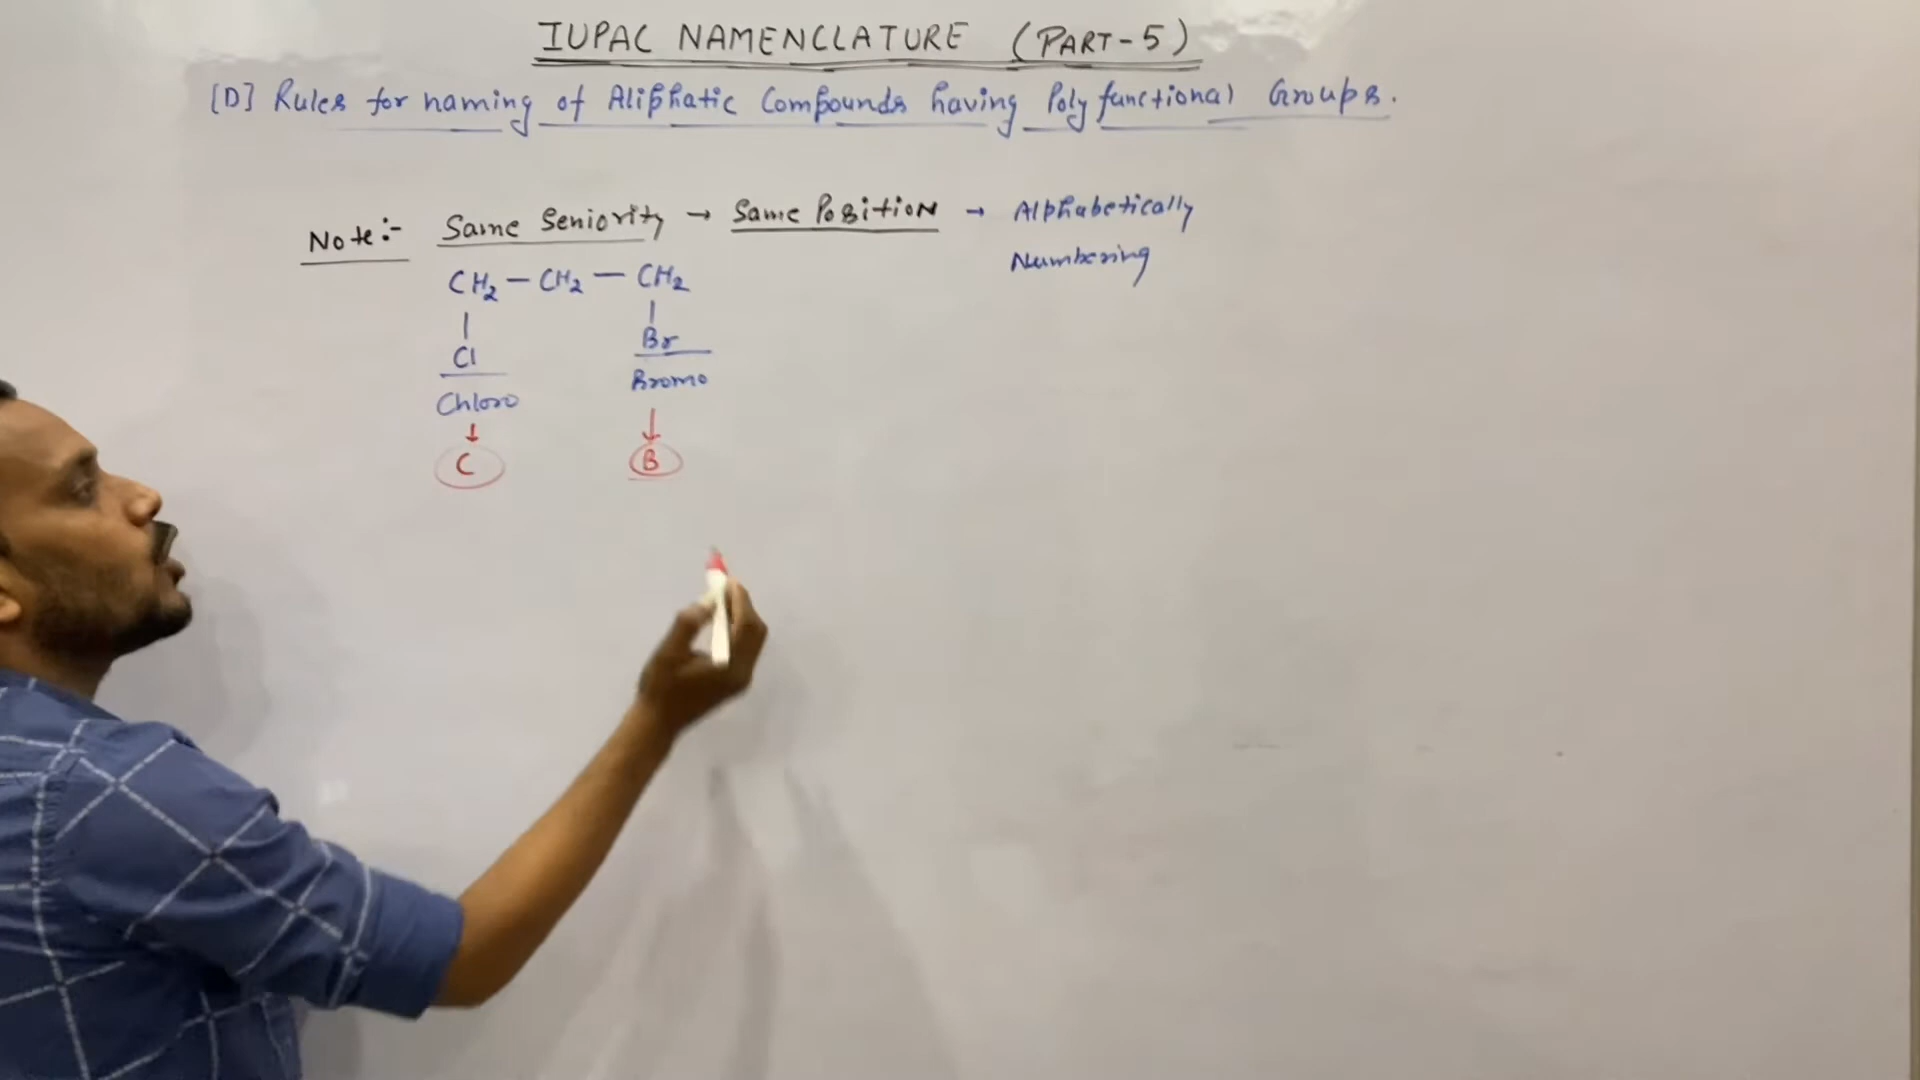 IUPAC NAMENCLATURE (PART-5)
[D] Rules for naming of Aliphatic Compounds having Poly functional Groups.
Note:- Same Seniority → Same Position → Alphabetically
Numbering
CH₂ — CH₂ — CH₂
| |
Cl Br
Chloro Bromo
↓ ↓
C B